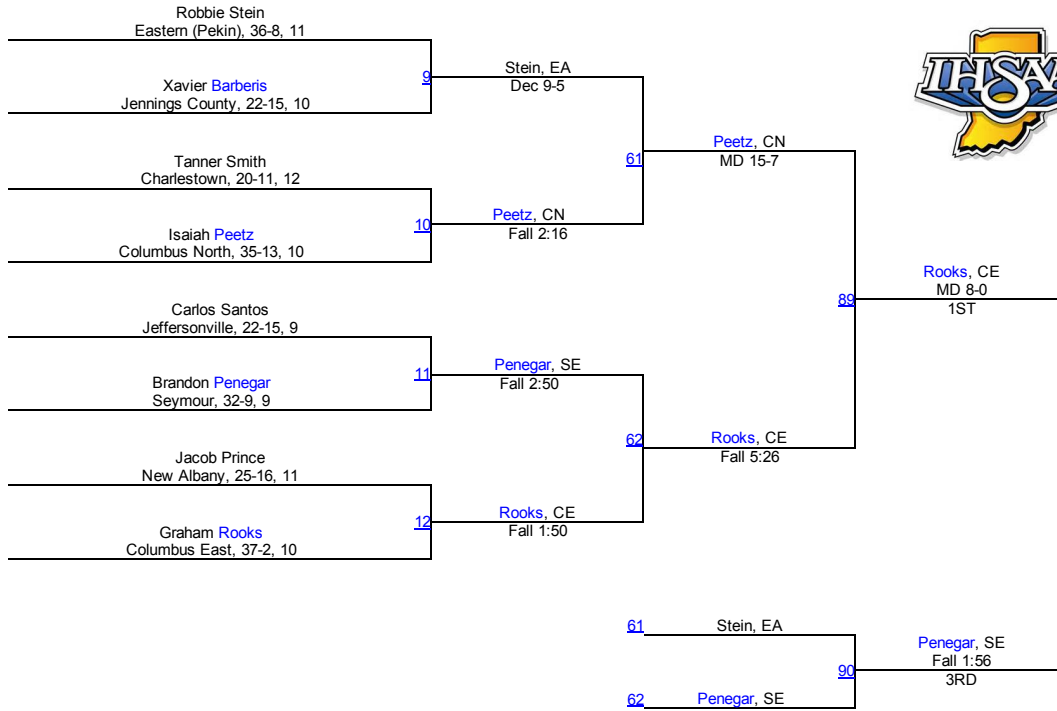 Robbie Stein
Eastern (Pekin), 36-8, 11
Xavier Barberis
Jennings County, 22-15, 10
9
Stein, EA
Dec 9-5
Tanner Smith
Charlestown, 20-11, 12
Isaiah Peetz
Columbus North, 35-13, 10
10
Peetz, CN
Fall 2:16
61
Peetz, CN
MD 15-7
Carlos Santos
Jeffersonville, 22-15, 9
Brandon Penegar
Seymour, 32-9, 9
11
Penegar, SE
Fall 2:50
Jacob Prince
New Albany, 25-16, 11
Graham Rooks
Columbus East, 37-2, 10
12
Rooks, CE
Fall 1:50
62
Rooks, CE
Fall 5:26
89
Rooks, CE
MD 8-0
1ST
61
Stein, EA
62
Penegar, SE
90
Penegar, SE
Fall 1:56
3RD
IHSAA